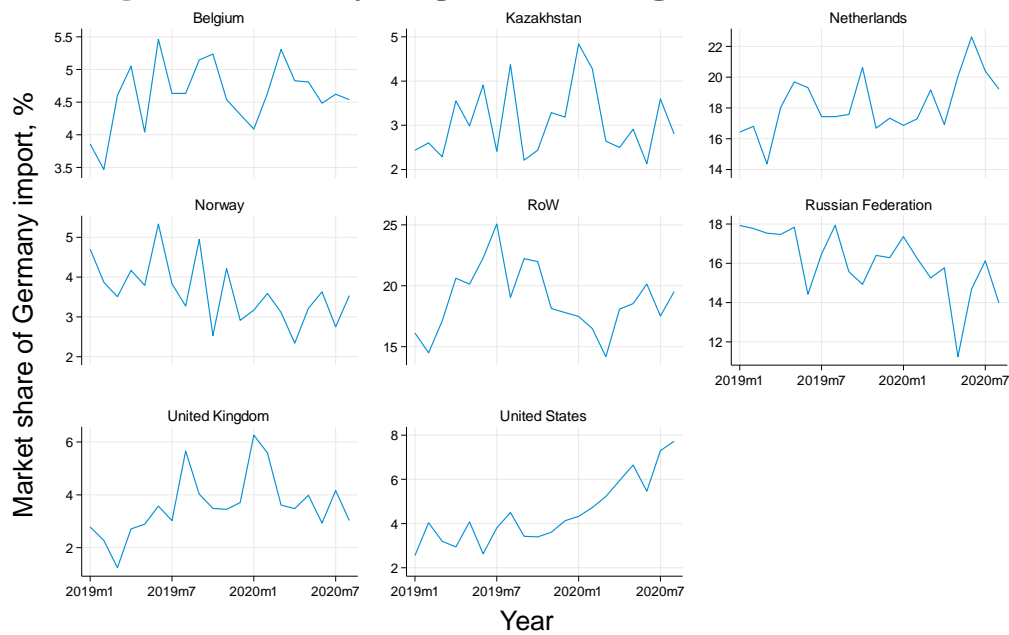 Belgium
Kazakhstan
Netherlands
5.5
5
4.5
4
3.5
5
4
3
2
22
20
18
16
14
Norway
RoW
Russian Federation
5
4
3
2
25
20
15
18
16
14
12
2019m1
2019m7
2020m1
2020m7
United Kingdom
United States
6
4
2
8
6
4
2
2019m1
2019m7
2020m1
2020m7
2019m1
2019m7
2020m1
2020m7
Market share of Germany import, %
Year